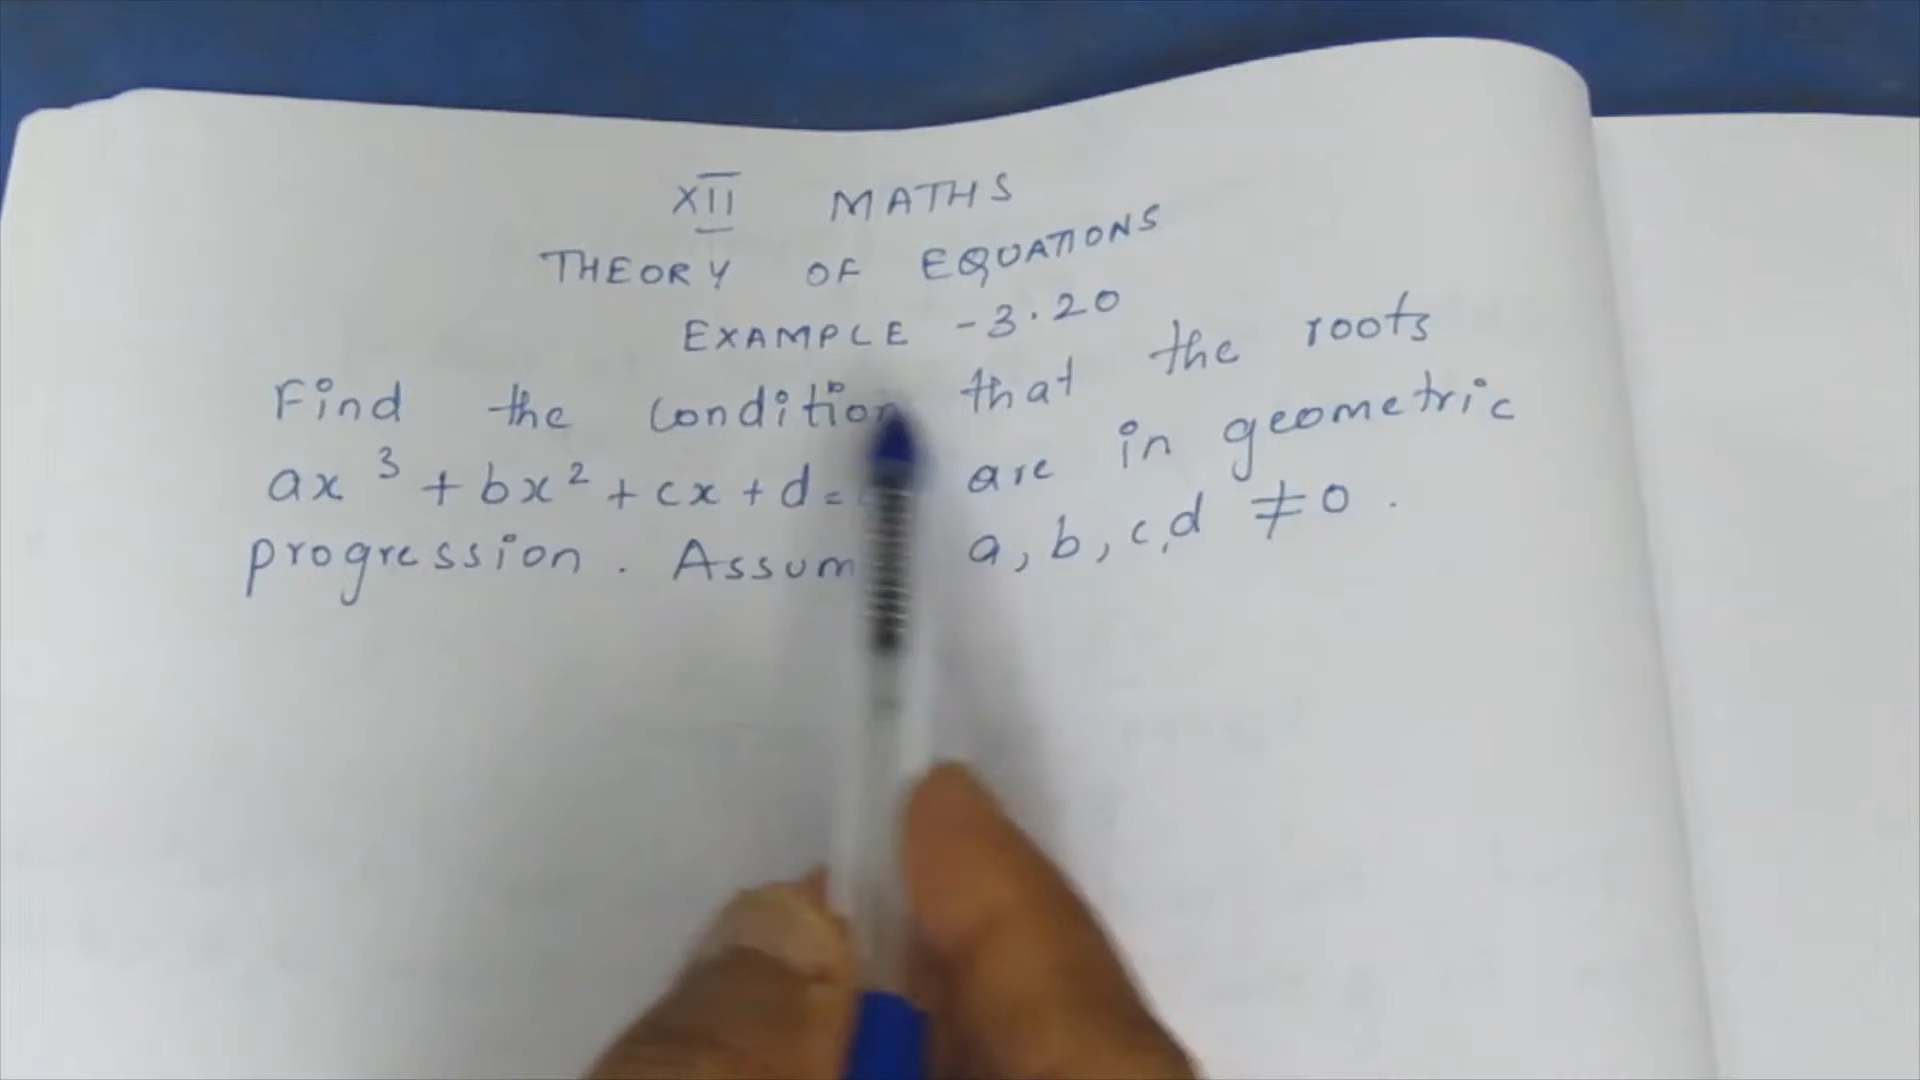 XII MATHS
THEORY OF EQUATIONS
EXAMPLE - 3.20
Find the condition that the roots
ax³ + bx² + cx + d = are in geometric
progression. Assum a, b, c, d ≠ 0.